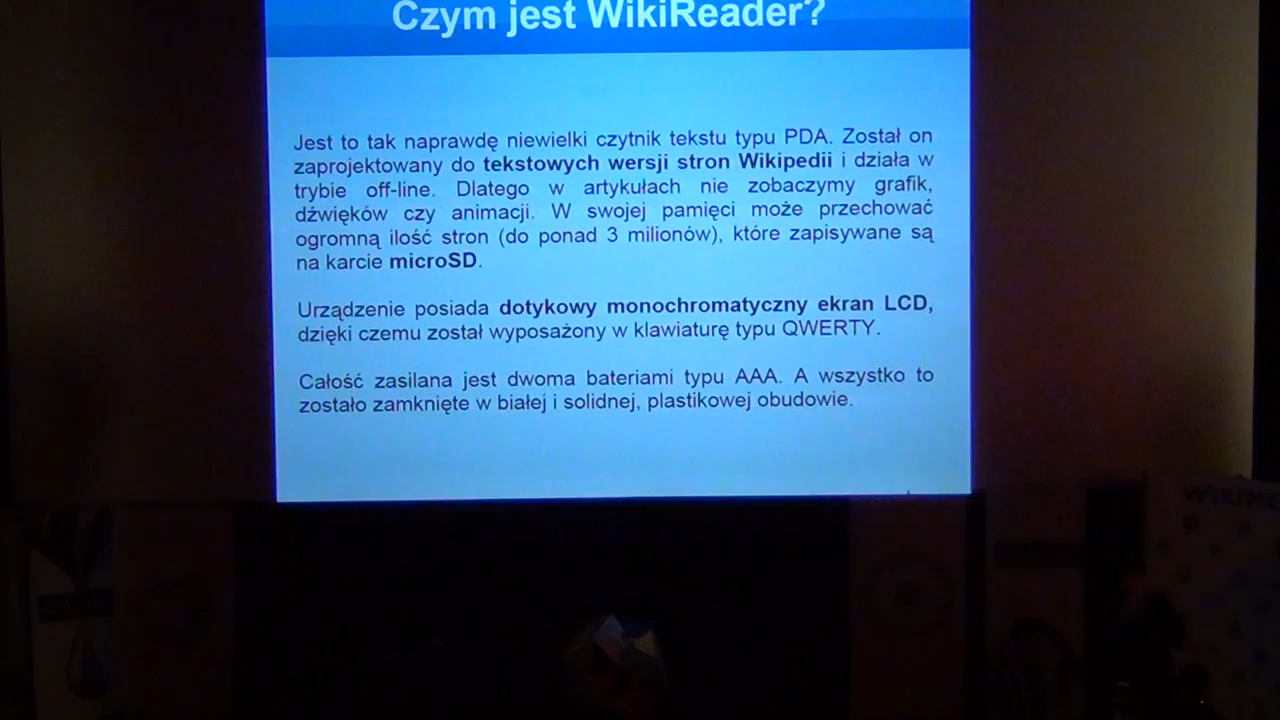 Czym jest WikiReader?
Jest to tak naprawdę niewielki czytnik tekstu typu PDA. Został on
zaprojektowany do tekstowych wersji stron Wikipedii i działa w
trybie off-line. Dlatego w artykułach nie zobaczymy grafik,
dźwięków czy animacji. W swojej pamięci może przechować
ogromną ilość stron (do ponad 3 milionów), które zapisywane są
na karcie microSD.
Urządzenie posiada dotykowy monochromatyczny ekran LCD,
dzięki czemu został wyposażony w klawiaturę typu QWERTY.
Całość zasilana jest dwoma bateriami typu AAA. A wszystko to
zostało zamknięte w białej i solidnej, plastikowej obudowie.